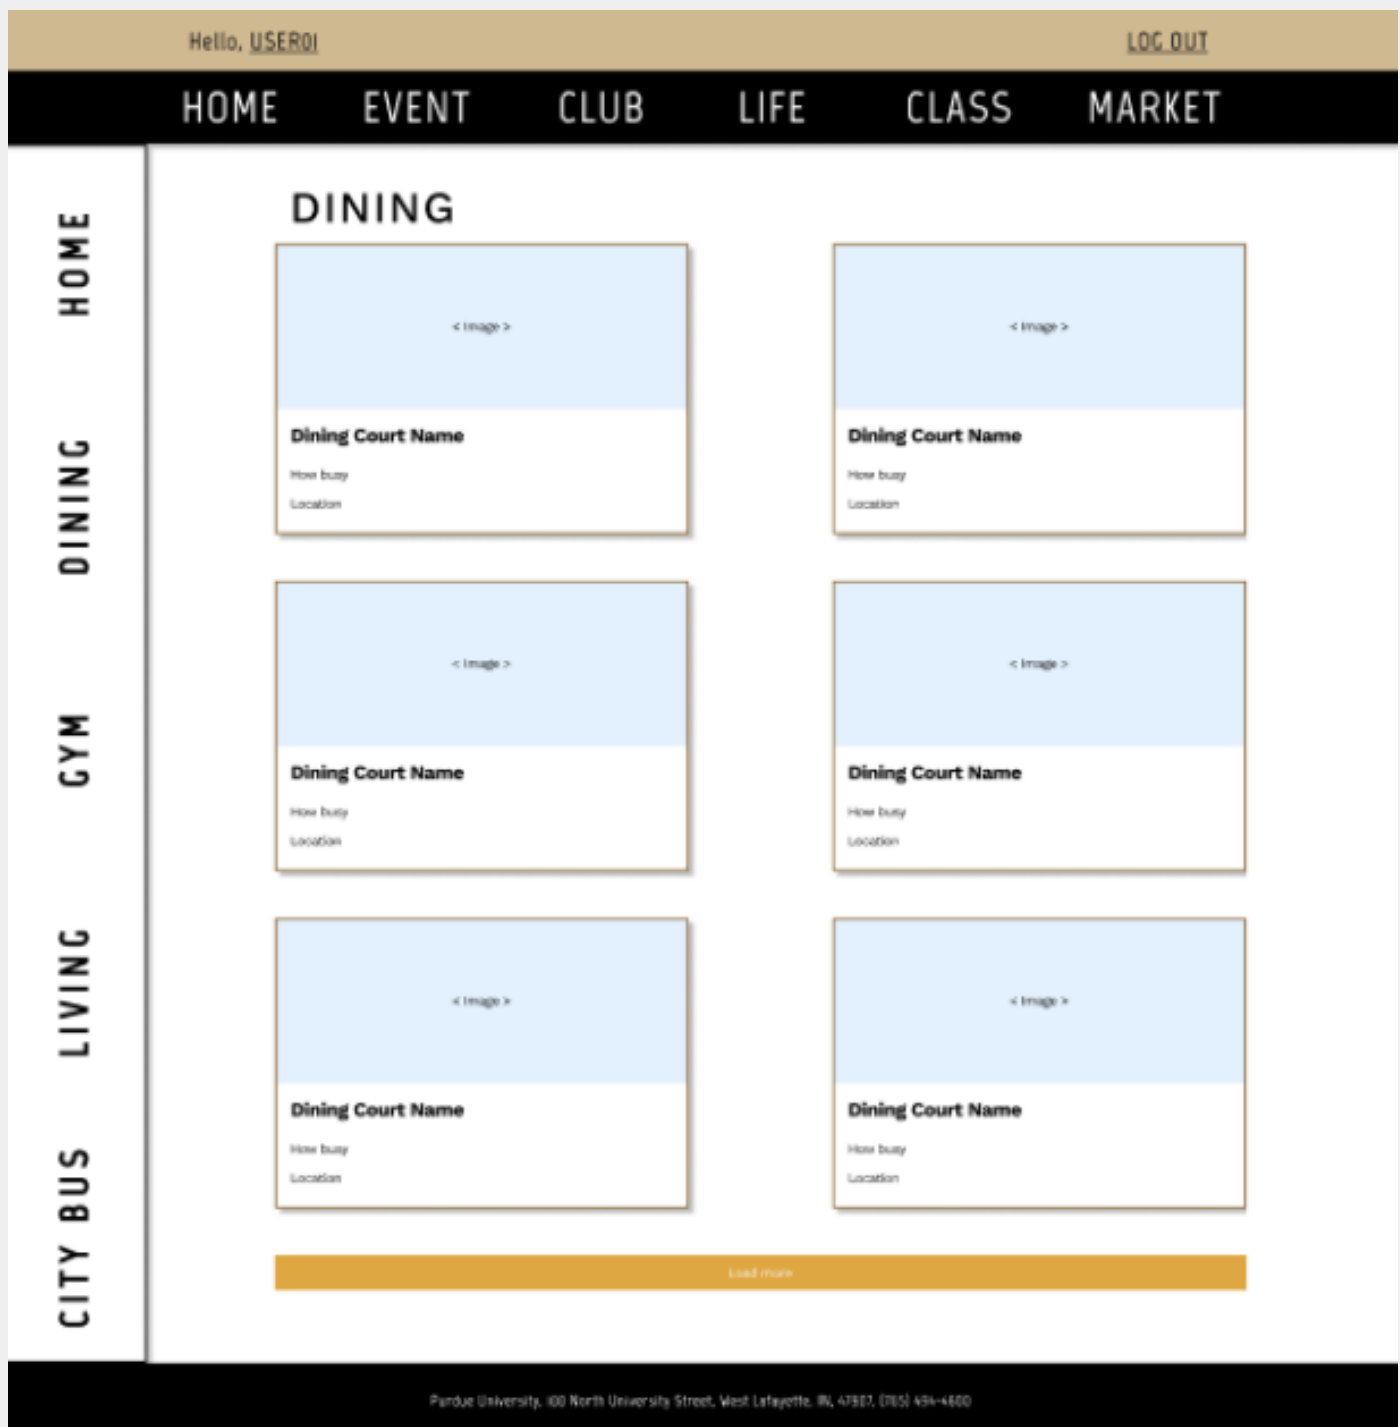 Hello, USER01 LOG OUT
HOME EVENT CLUB LIFE CLASS MARKET
HOME
DINING
GYM
LIVING
CITY BUS
DINING
< Image > < Image >
Dining Court Name Dining Court Name
How busy How busy
Location Location
< Image > < Image >
Dining Court Name Dining Court Name
How busy How busy
Location Location
< Image > < Image >
Dining Court Name Dining Court Name
How busy How busy
Location Location
Load more
Purdue University, 100 North University Street, West Lafayette, IN, 47907, (765) 494-4600